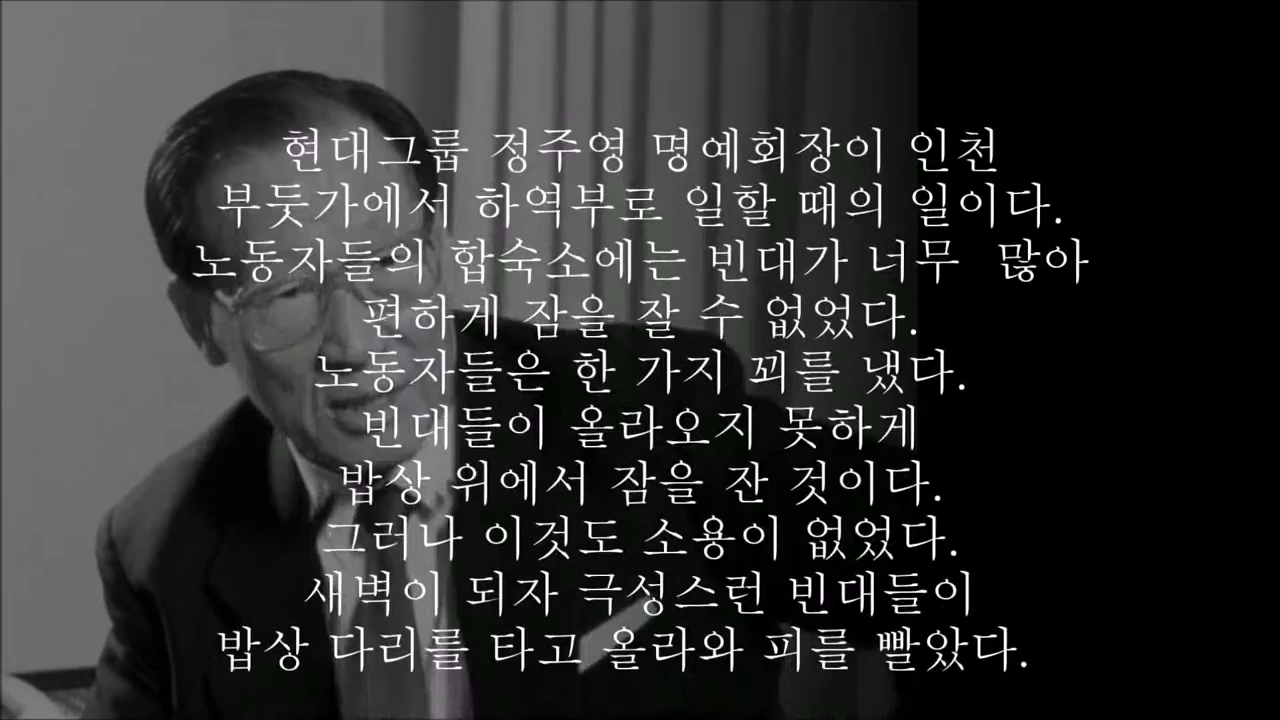 현대그룹 정주영 명예회장이 인천
부둣가에서 하역부로 일할 때의 일이다.
노동자들의 합숙소에는 빈대가 너무 많아
편하게 잠을 잘 수 없었다.
노동자들은 한 가지 꾀를 냈다.
빈대들이 올라오지 못하게
밥상 위에서 잠을 잔 것이다.
그러나 이것도 소용이 없었다.
새벽이 되자 극성스런 빈대들이
밥상 다리를 타고 올라와 피를 빨았다.